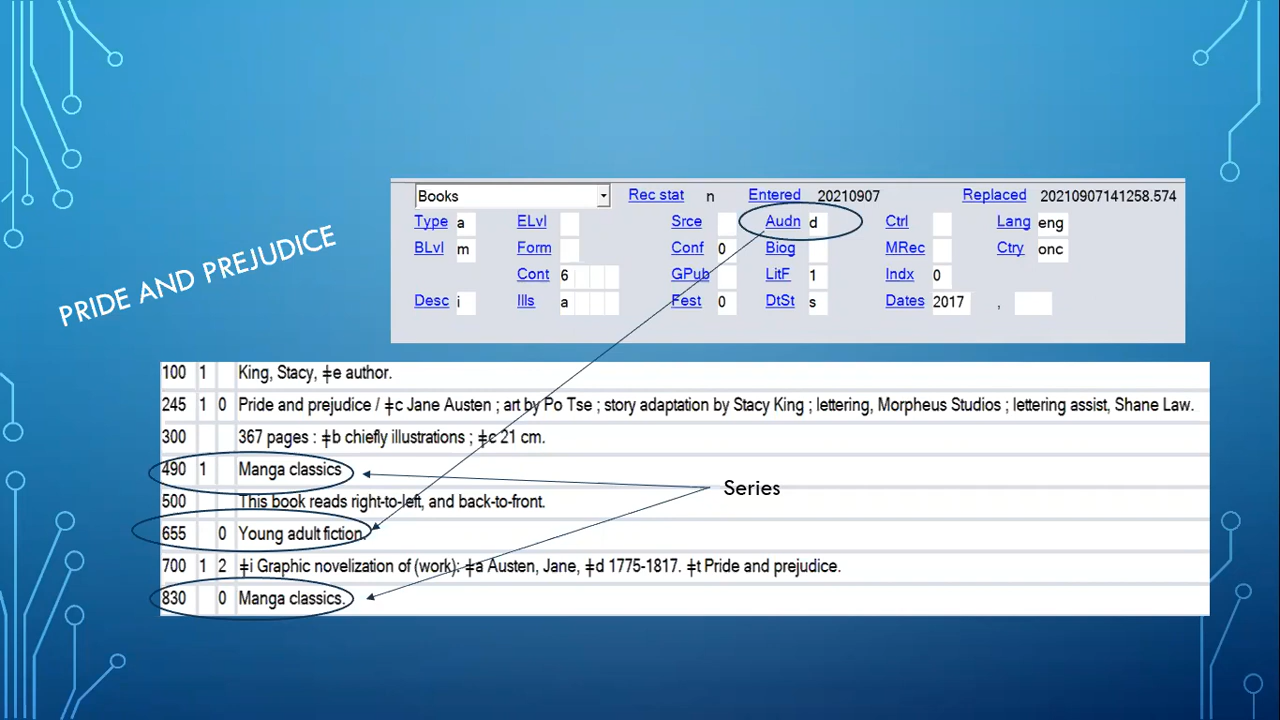 PRIDE AND PREJUDICE
Books Rec stat n Entered 20210907 Replaced 20210907141258.574
Type a ELvl Srce Audn d Ctrl Lang eng
BLvl m Form Conf 0 Biog MRec Ctry onc
Cont 6 GPub LitF 1 Indx 0
Desc i Ills a Fest 0 DtSt s Dates 2017 ,
100 1 King, Stacy, ǂe author.
245 1 0 Pride and prejudice / ǂc Jane Austen ; art by Po Tse ; story adaptation by Stacy King ; lettering, Morpheus Studios ; lettering assist, Shane Law.
300 367 pages : ǂb chiefly illustrations ; ǂc 21 cm.
490 1 Manga classics
Series
500 This book reads right-to-left, and back-to-front.
655 0 Young adult fiction.
700 1 2 ǂi Graphic novelization of (work): ǂa Austen, Jane, ǂd 1775-1817. ǂt Pride and prejudice.
830 0 Manga classics.